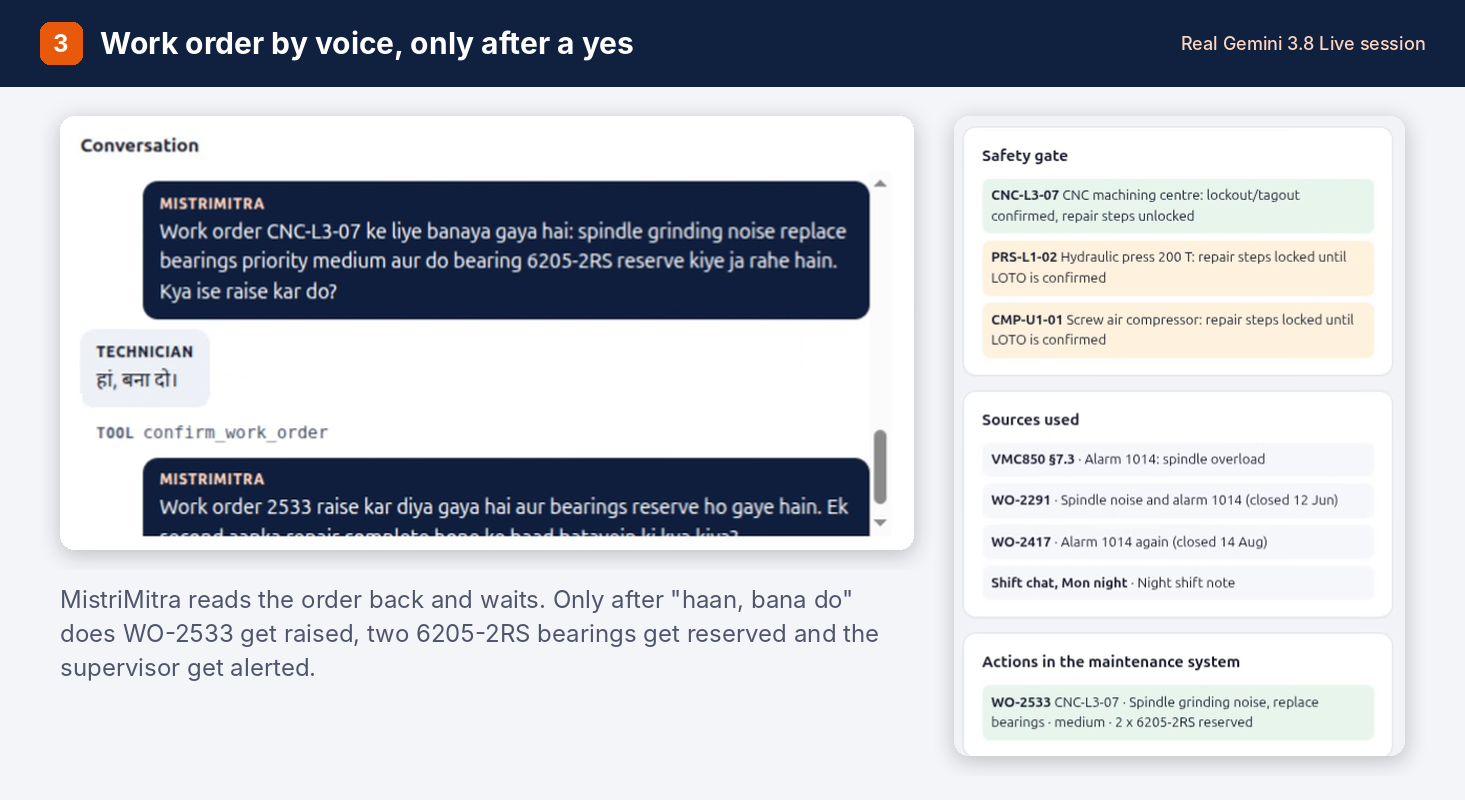 3 Work order by voice, only after a yes
Real Gemini 3.8 Live session
Conversation
MISTRIMITRA
Work order CNC-L3-07 ke liye banaya gaya hai: spindle grinding noise replace
bearings priority medium aur do bearing 6205-2RS reserve kiye ja rahe hain.
Kya ise raise kar do?
TECHNICIAN
हां, बना दो।
TOOL confirm_work_order
MISTRIMITRA
Work order 2533 raise kar diya gaya hai aur bearings reserve ho gaye hain. Ek
MistriMitra reads the order back and waits. Only after "haan, bana do"
does WO-2533 get raised, two 6205-2RS bearings get reserved and the
supervisor get alerted.
Safety gate
CNC-L3-07 CNC machining centre: lockout/tagout
confirmed, repair steps unlocked
PRS-L1-02 Hydraulic press 200 T: repair steps locked until
LOTO is confirmed
CMP-U1-01 Screw air compressor: repair steps locked until
LOTO is confirmed
Sources used
VMC850 §7.3 · Alarm 1014: spindle overload
WO-2291 · Spindle noise and alarm 1014 (closed 12 Jun)
WO-2417 · Alarm 1014 again (closed 14 Aug)
Shift chat, Mon night · Night shift note
Actions in the maintenance system
WO-2533 CNC-L3-07 · Spindle grinding noise, replace
bearings · medium · 2 x 6205-2RS reserved